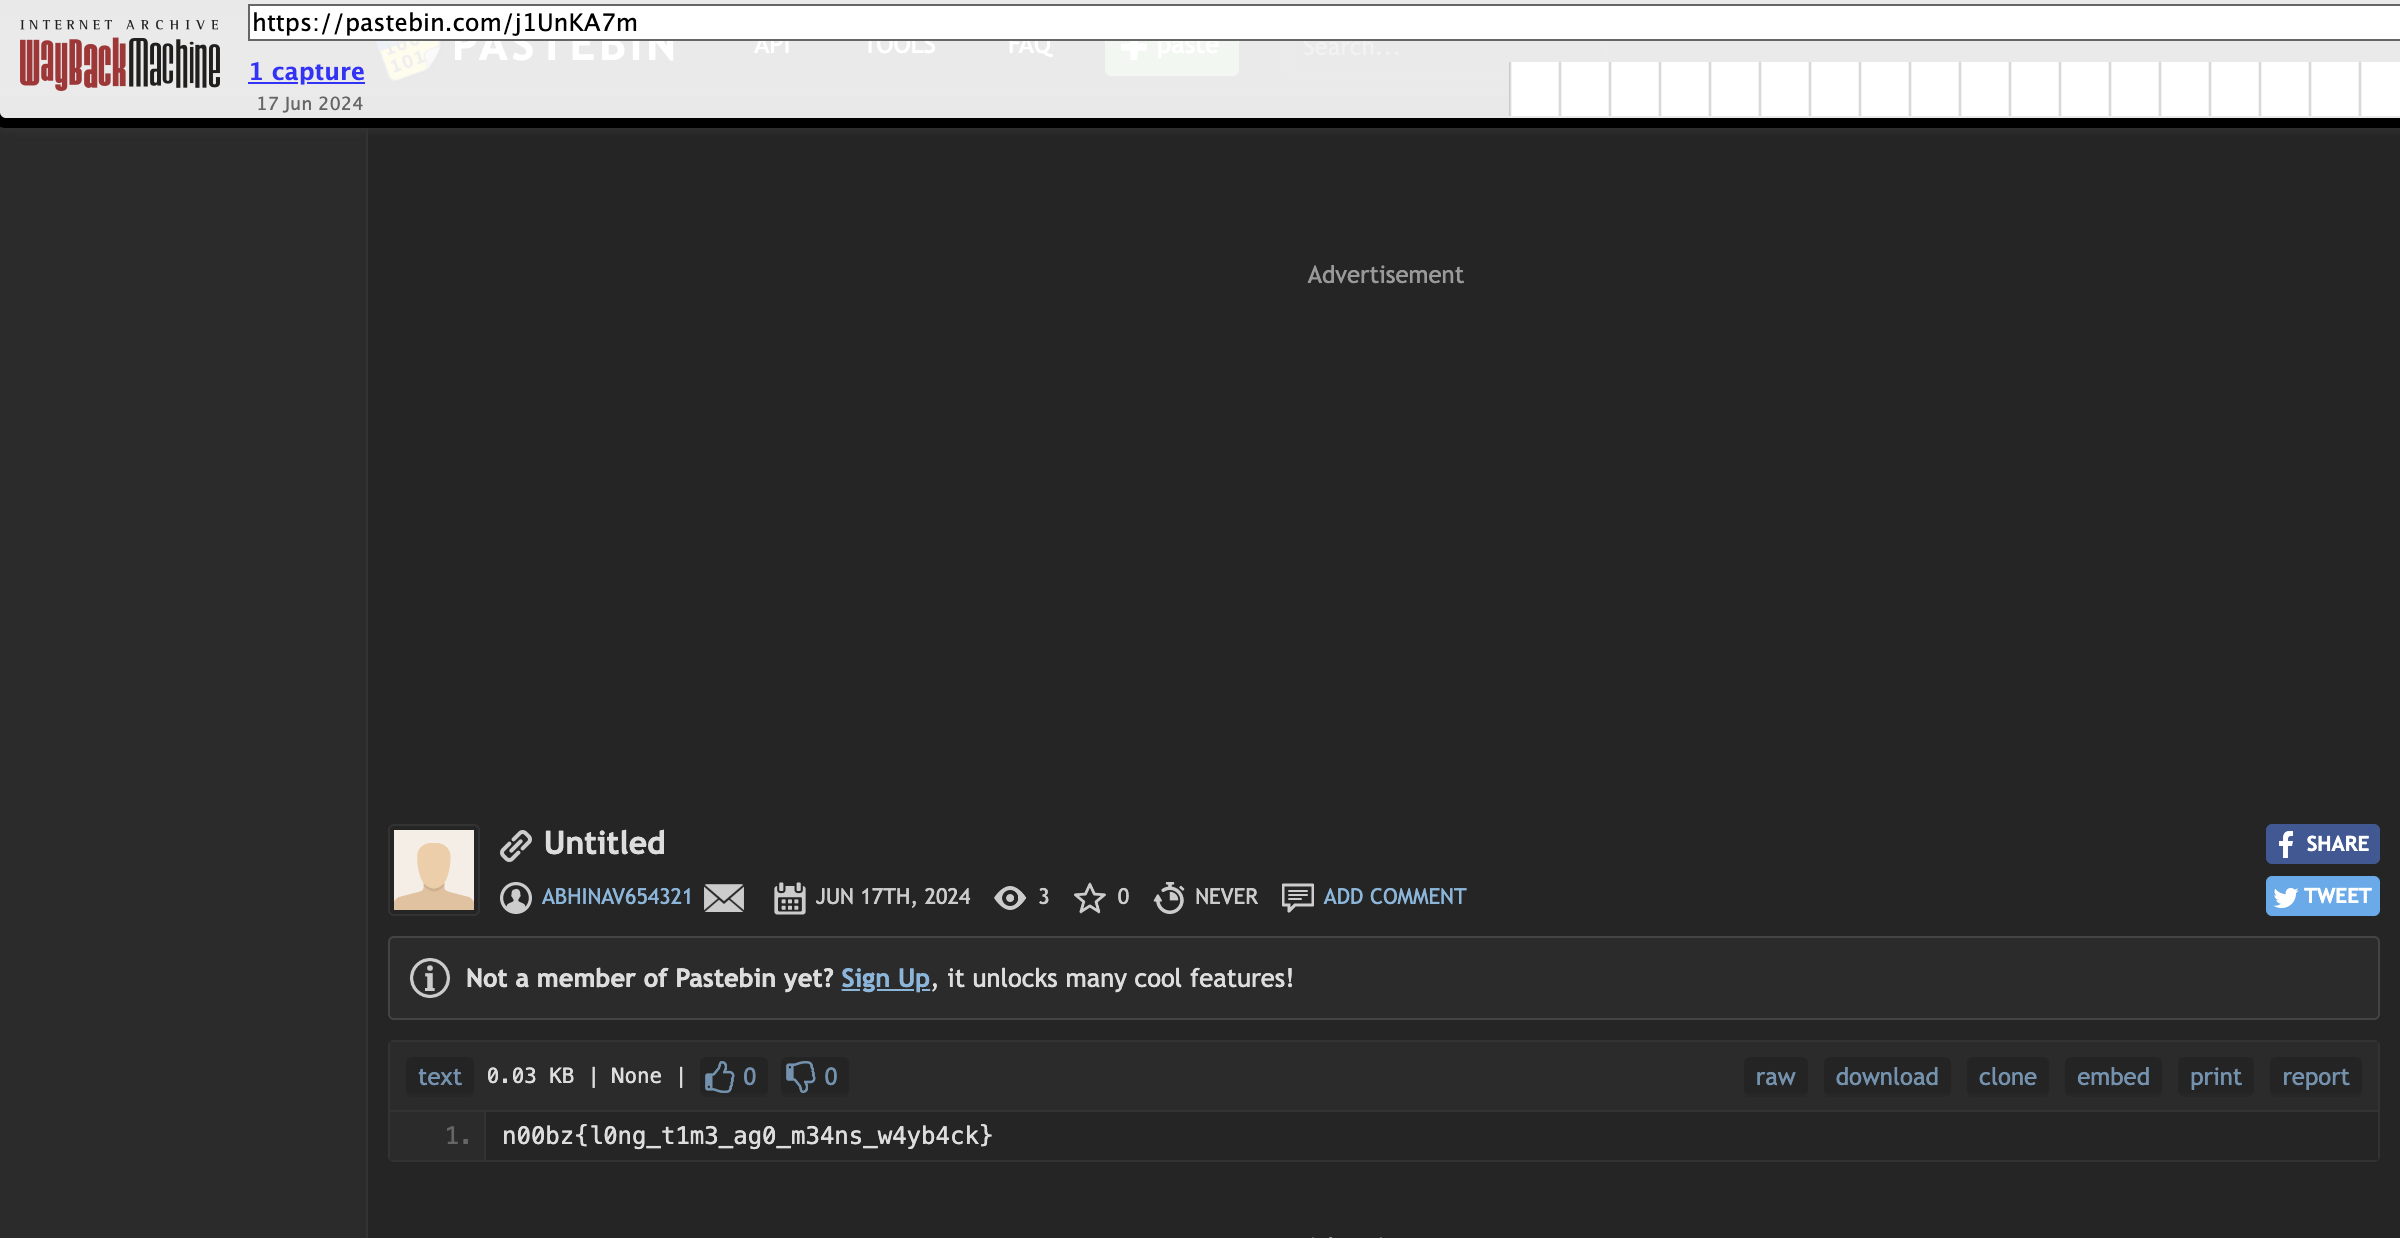 INTERNET ARCHIVE
WayBackMachine
https://pastebin.com/j1UnKA7m
1 capture
17 Jun 2024
PASTEBIN API TOOLS FAQ + paste Search...
Advertisement
Untitled
ABHINAV654321 JUN 17TH, 2024 3 0 NEVER ADD COMMENT
SHARE
TWEET
Not a member of Pastebin yet? Sign Up, it unlocks many cool features!
text 0.03 KB | None | 0 0 raw download clone embed print report
1. n00bz{l0ng_t1m3_ag0_m34ns_w4yb4ck}